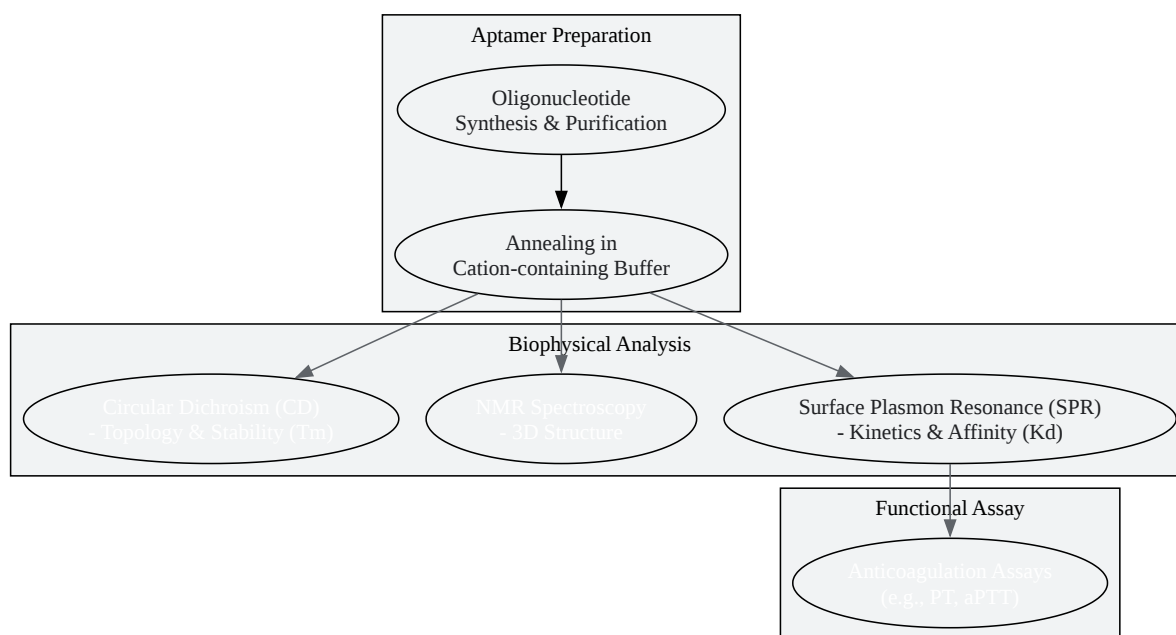 Aptamer Preparation
Oligonucleotide
Synthesis & Purification
Annealing in
Cation-containing Buffer
Biophysical Analysis
Circular Dichroism (CD)
- Topology & Stability (Tm)
NMR Spectroscopy
- 3D Structure
Surface Plasmon Resonance (SPR)
- Kinetics & Affinity (Kd)
Functional Assay
Anticoagulation Assays
(e.g., PT, aPTT)